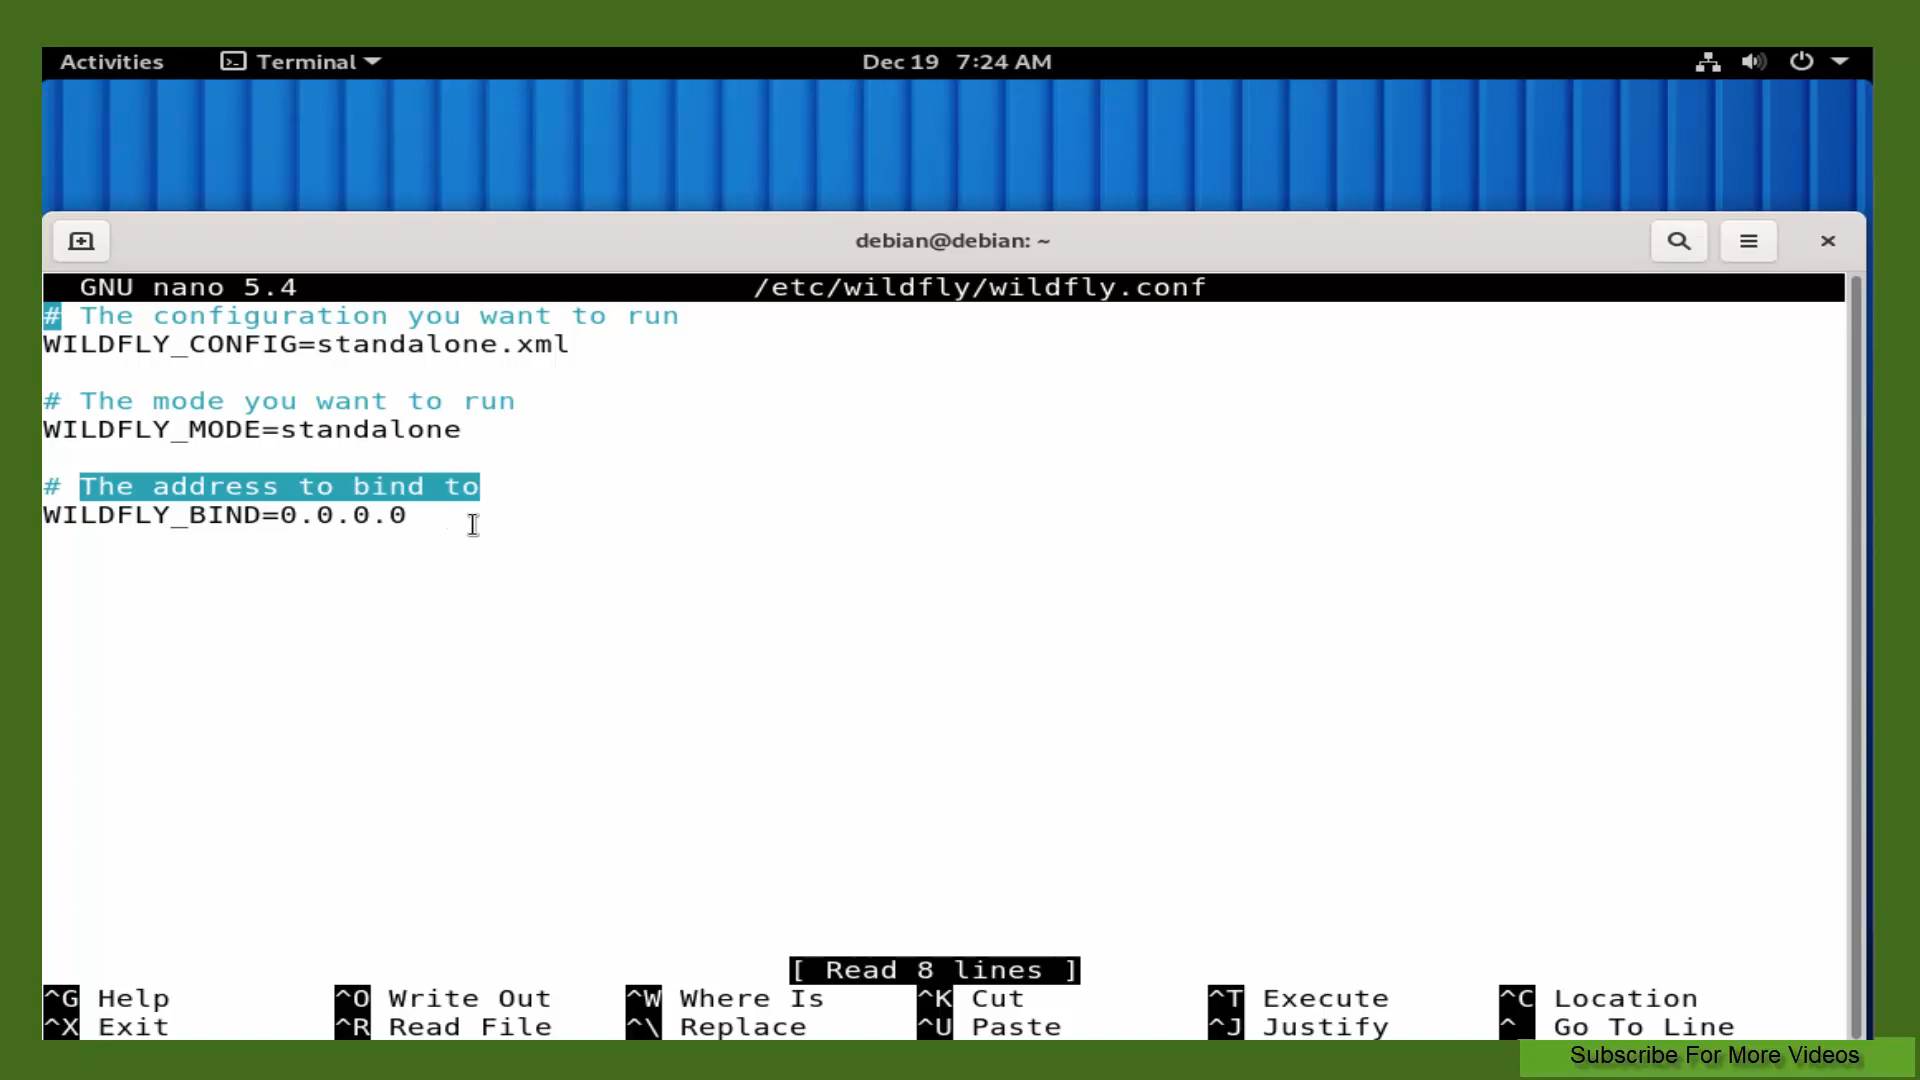 Activities Terminal Dec 19 7:24 AM
debian@debian: ~
GNU nano 5.4 /etc/wildfly/wildfly.conf
# The configuration you want to run
WILDFLY_CONFIG=standalone.xml
# The mode you want to run
WILDFLY_MODE=standalone
# The address to bind to
WILDFLY_BIND=0.0.0.0
[ Read 8 lines ]
^G Help ^O Write Out ^W Where Is ^K Cut ^T Execute ^C Location
^X Exit ^R Read File ^\ Replace ^U Paste ^J Justify ^ Go To Line
Subscribe For More Videos